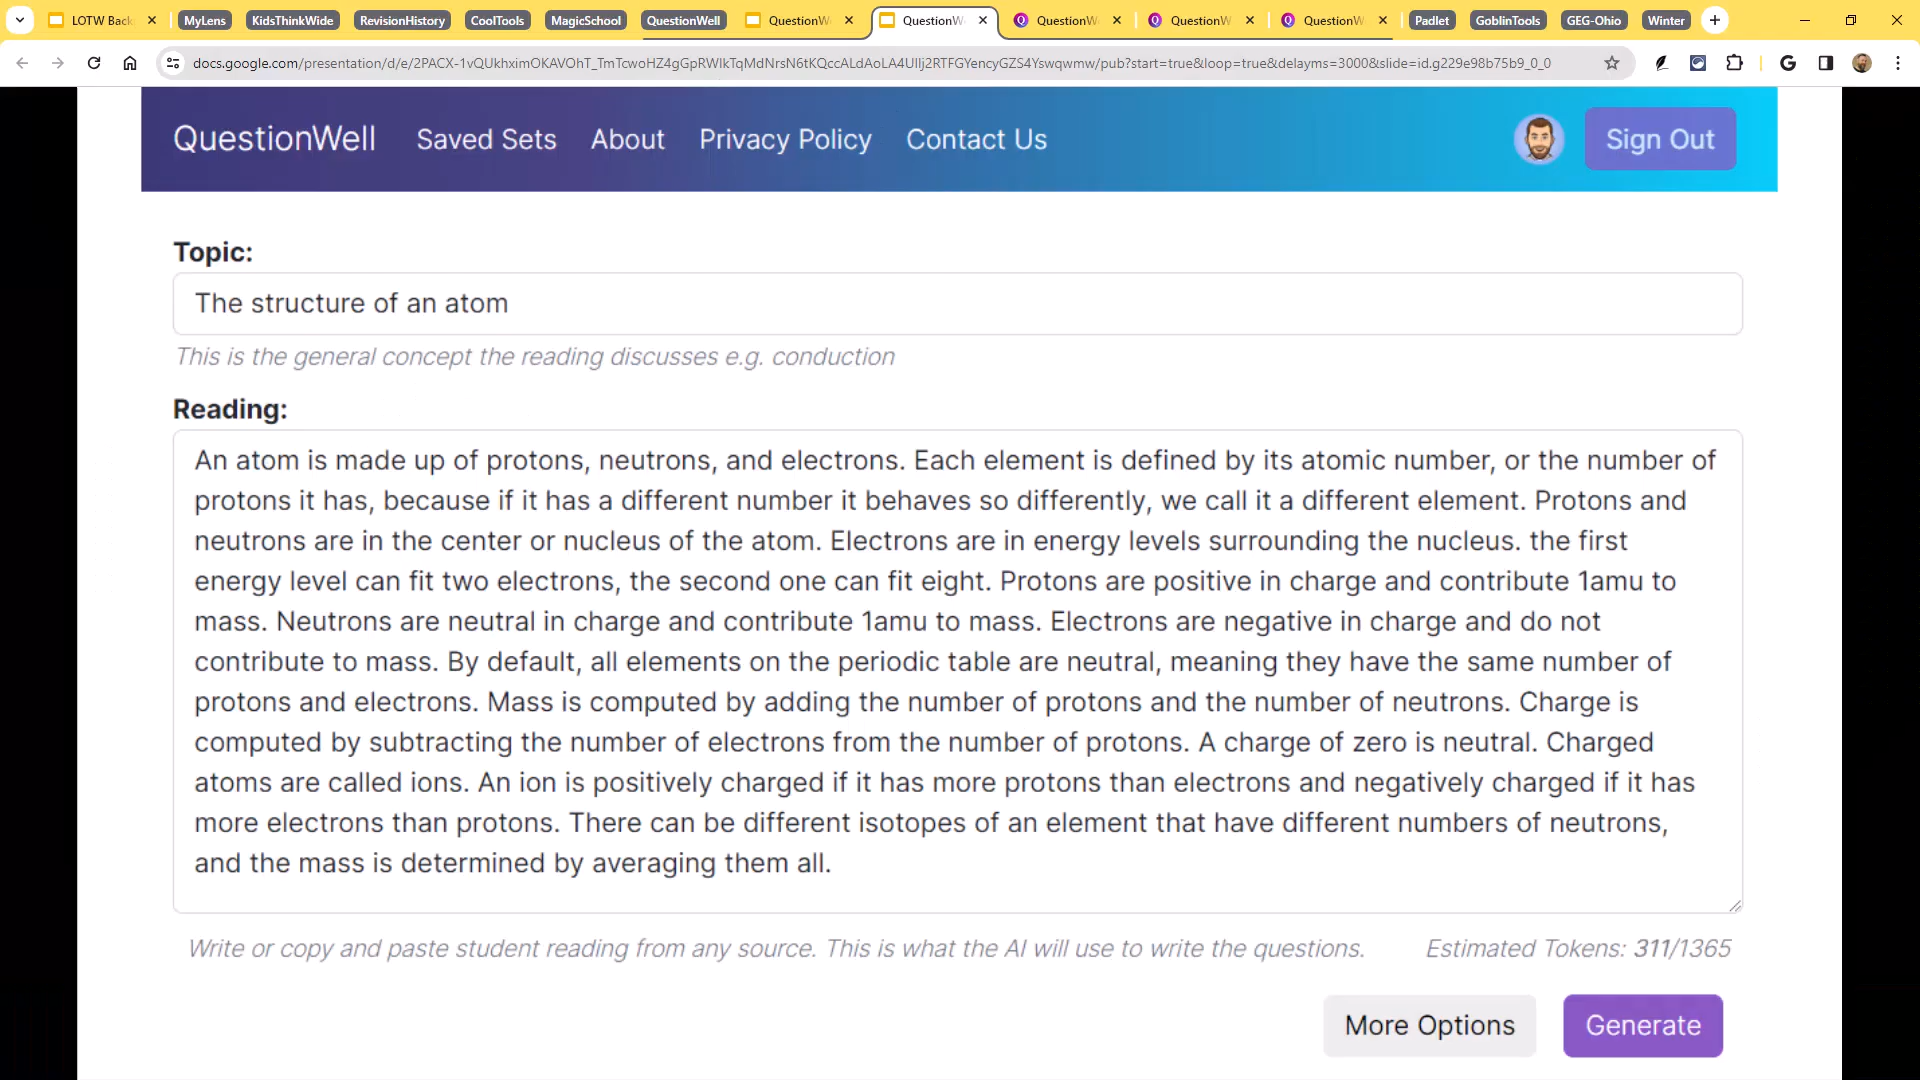 LOTW Back
MyLens
KidsThinkWide
RevisionHistory
CoolTools
MagicSchool
QuestionWell
QuestionW
QuestionW
QuestionW
QuestionW
QuestionW
Padlet
GoblinTools
GEG-Ohio
Winter
docs.google.com/presentation/d/e/2PACX-1vQUkhximOKAVOhT_TmTcwoHZ4gGpRWIkTqMdNrsN6tKQccALdAoLA4UIlj2RTFGYencyGZS4Yswqwmw/pub?start=true&loop=true&delayms=3000&slide=id.g229e98b75b9_0_0
QuestionWell
Saved Sets
About
Privacy Policy
Contact Us
Sign Out
Topic:
The structure of an atom
This is the general concept the reading discusses e.g. conduction
Reading:
An atom is made up of protons, neutrons, and electrons. Each element is defined by its atomic number, or the number of
protons it has, because if it has a different number it behaves so differently, we call it a different element. Protons and
neutrons are in the center or nucleus of the atom. Electrons are in energy levels surrounding the nucleus. the first
energy level can fit two electrons, the second one can fit eight. Protons are positive in charge and contribute 1amu to
mass. Neutrons are neutral in charge and contribute 1amu to mass. Electrons are negative in charge and do not
contribute to mass. By default, all elements on the periodic table are neutral, meaning they have the same number of
protons and electrons. Mass is computed by adding the number of protons and the number of neutrons. Charge is
computed by subtracting the number of electrons from the number of protons. A charge of zero is neutral. Charged
atoms are called ions. An ion is positively charged if it has more protons than electrons and negatively charged if it has
more electrons than protons. There can be different isotopes of an element that have different numbers of neutrons,
and the mass is determined by averaging them all.
Write or copy and paste student reading from any source. This is what the AI will use to write the questions.
Estimated Tokens: 311/1365
More Options
Generate